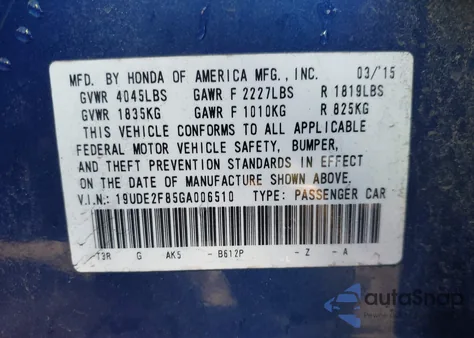 MFD. BY HONDA OF AMERICA MFG., INC. 03/15
GVWR 4045LBS GAWR F 2227LBS R 1819LBS
GVWR 1835KG GAWR F 1010KG R 825KG
THIS VEHICLE CONFORMS TO ALL APPLICABLE
FEDERAL MOTOR VEHICLE SAFETY, BUMPER,
AND THEFT PREVENTION STANDARDS IN EFFECT
ON THE DATE OF MANUFACTURE SHOWN ABOVE.
V.I.N.: 19UDE2F85GA006510 TYPE: PASSENGER CAR
T3R G AK5 - B612P - Z - A
autoSnap